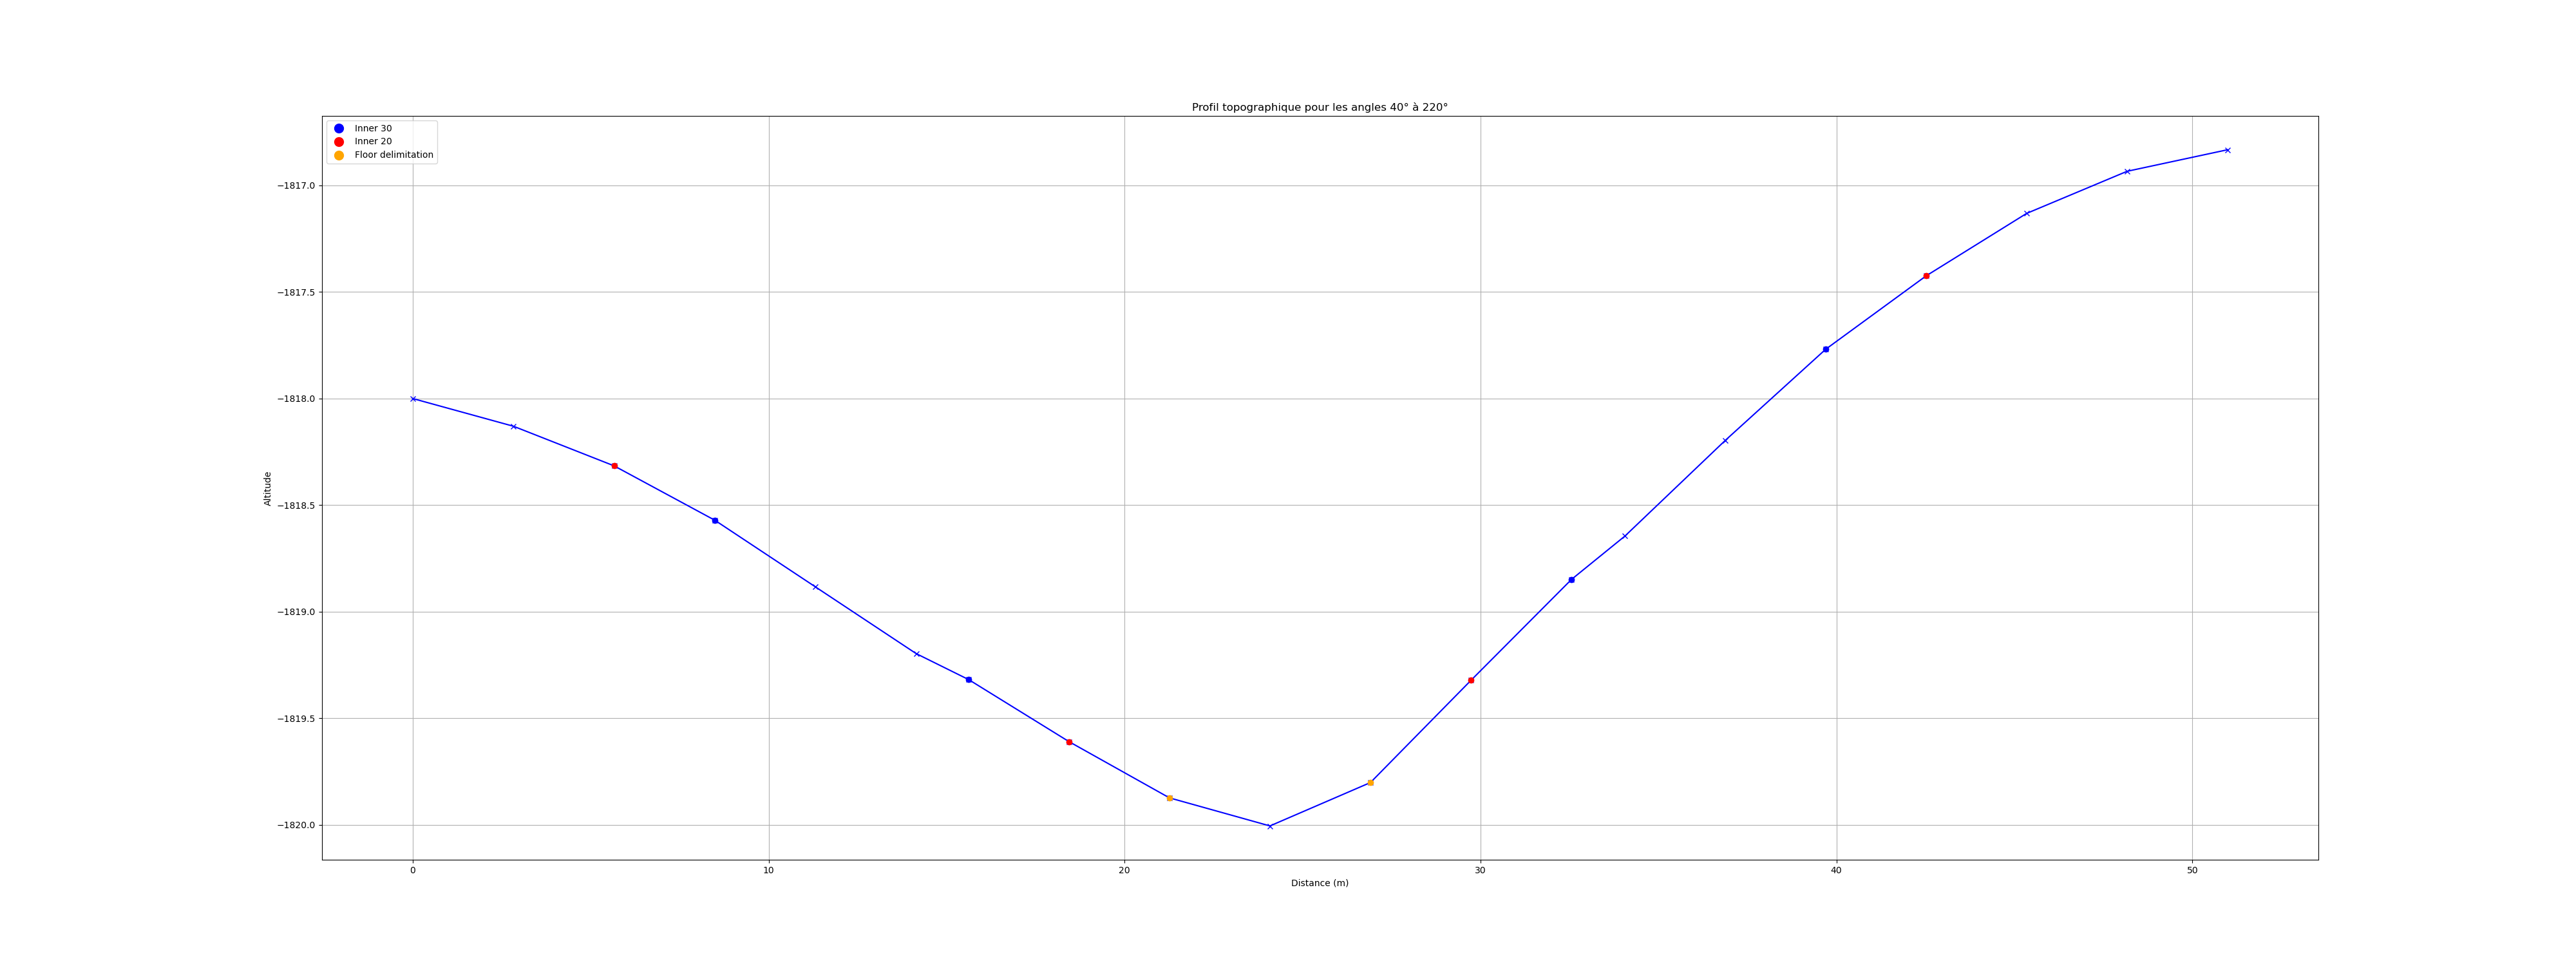 Profil topographique pour les angles 40° à 220°
Inner 30
Inner 20
Floor delimitation
−1817.0
−1817.5
−1818.0
−1818.5
−1819.0
−1819.5
−1820.0
Altitude
0 10 20 30 40 50
Distance (m)